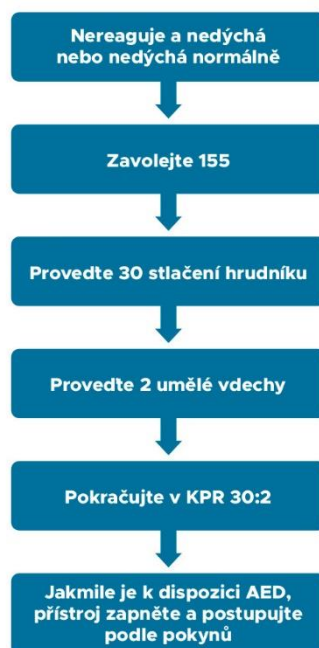 Nereaguje a nedýchá
nebo nedýchá normálně
Zavolejte 155
Proveďte 30 stlačení hrudníku
Proveďte 2 umělé vdechy
Pokračujte v KPR 30:2
Jakmile je k dispozici AED,
přístroj zapněte a postupujte
podle pokynů